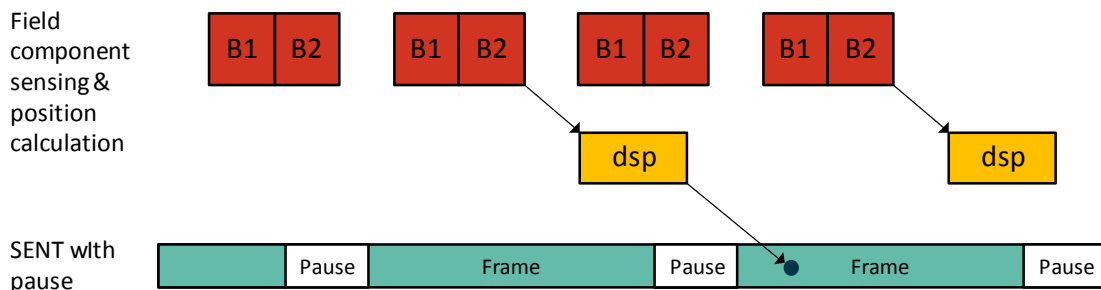 Field
component
sensing &
position
calculation
B1 B2 B1 B2 B1 B2 B1 B2
dsp dsp
SENT wIth
pause
Pause Frame Pause Frame Pause